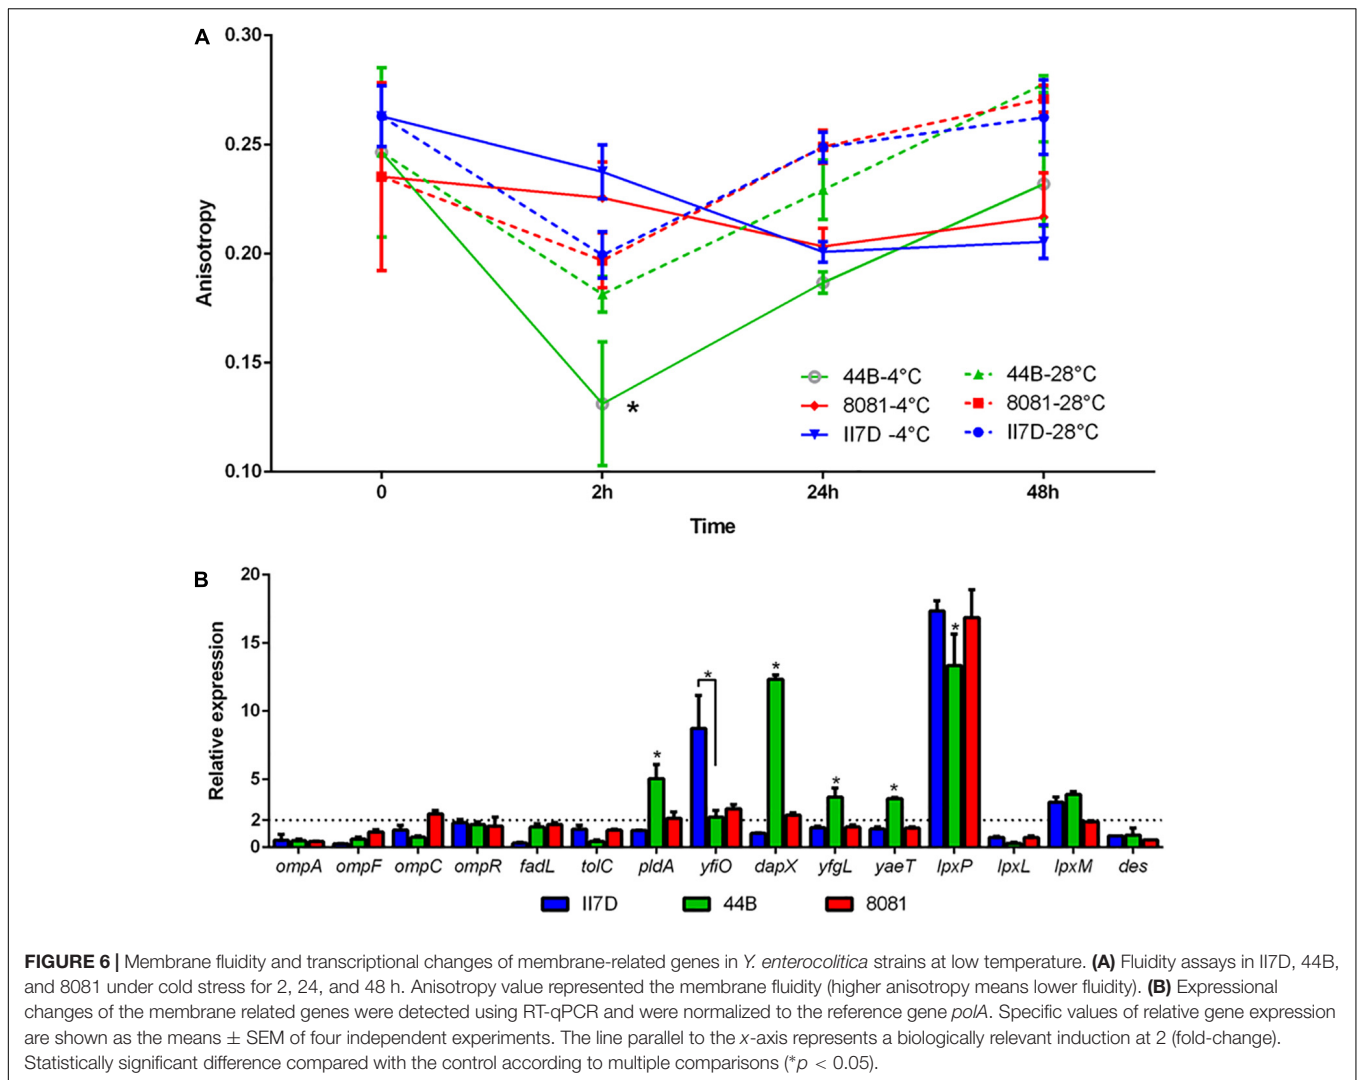 A
0.30
0.25
0.20
0.15
0.10
Anisotropy
*
44B-4°C
44B-28°C
8081-4°C
8081-28°C
II7D -4°C
II7D-28°C
0
2h
24h
48h
Time
B
20
15
10
5
2
0
Relative expression
*
*
*
*
*
*
ompA ompF ompC ompR fadL tolC pldA yfiO dapX yfgL yaeT lpxP lpxL lpxM des
II7D
44B
8081
FIGURE 6 | Membrane fluidity and transcriptional changes of membrane-related genes in Y. enterocolitica strains at low temperature. (A) Fluidity assays in II7D, 44B,
and 8081 under cold stress for 2, 24, and 48 h. Anisotropy value represented the membrane fluidity (higher anisotropy means lower fluidity). (B) Expressional
changes of the membrane related genes were detected using RT-qPCR and were normalized to the reference gene polA. Specific values of relative gene expression
are shown as the means ± SEM of four independent experiments. The line parallel to the x-axis represents a biologically relevant induction at 2 (fold-change).
Statistically significant difference compared with the control according to multiple comparisons (*p < 0.05).